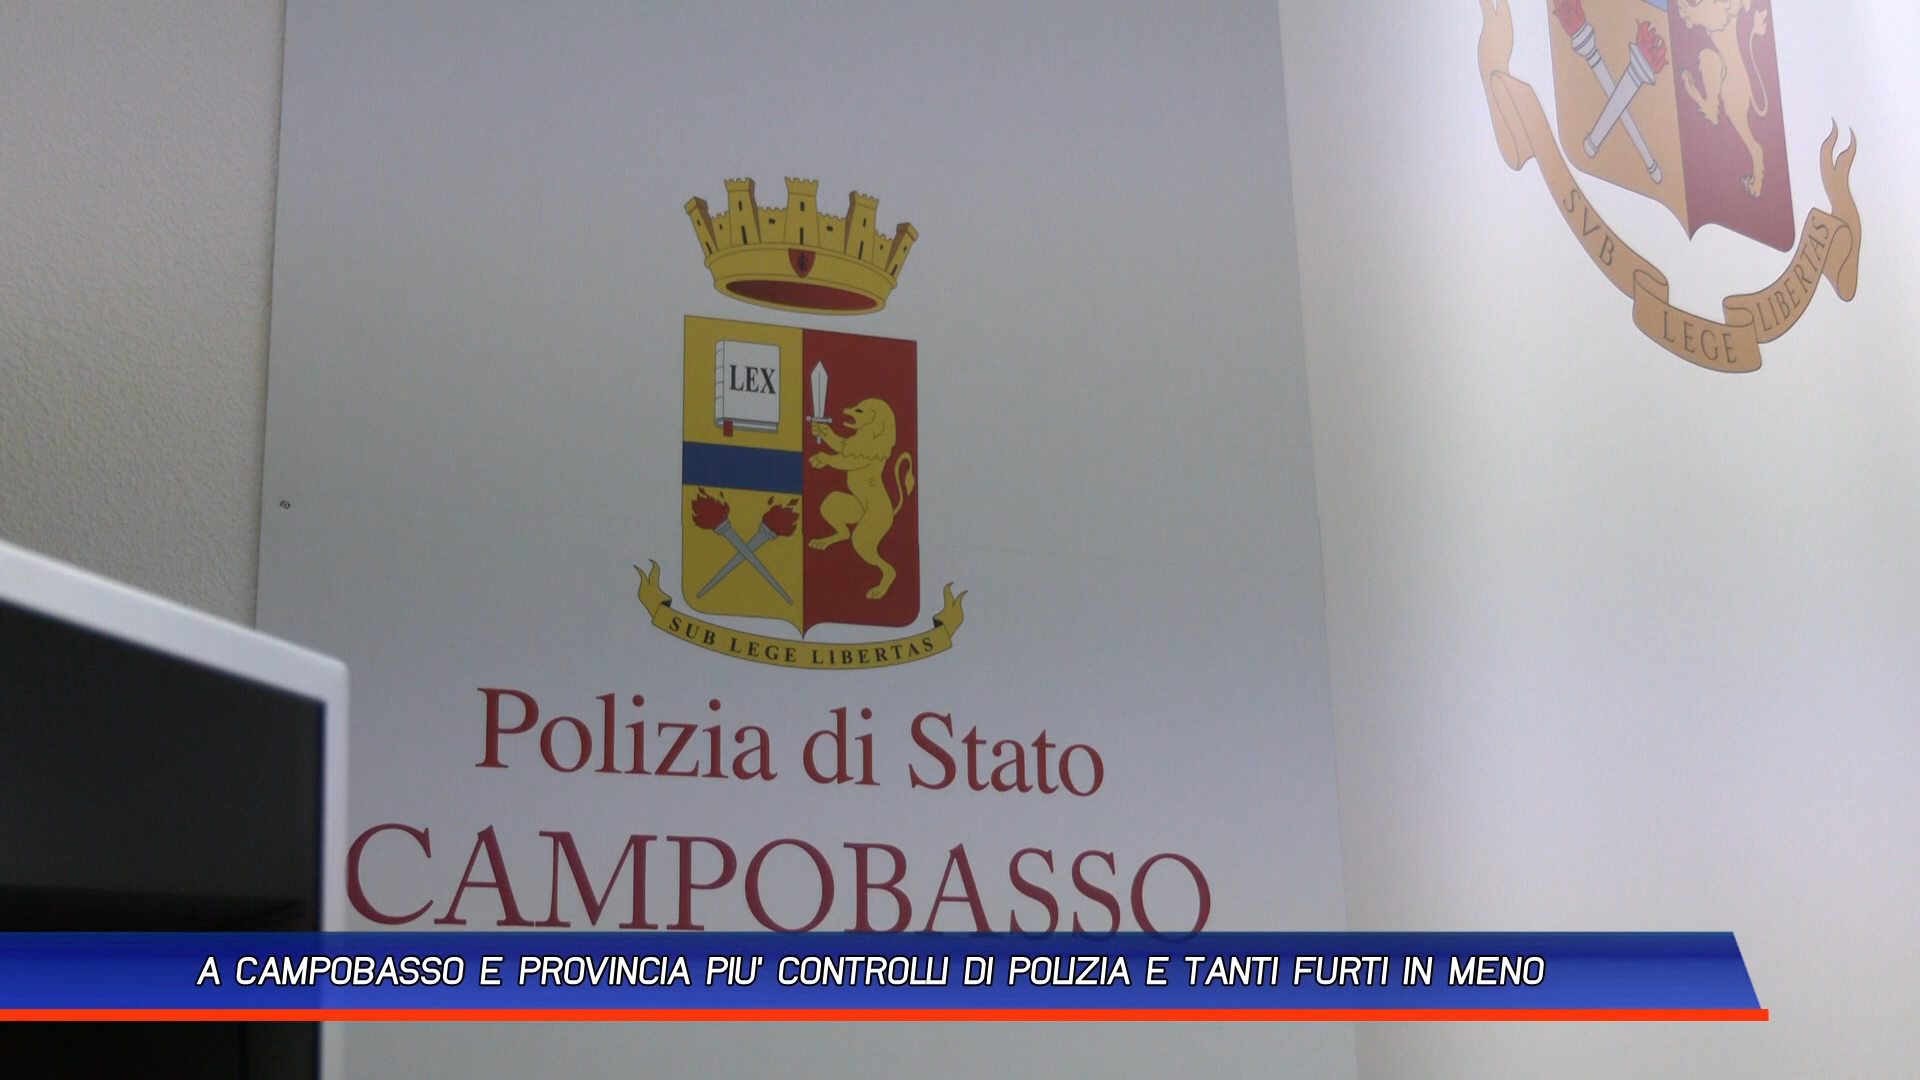 SVB LEGE LIBERTAS
LEX
SUB LEGE LIBERTAS
Polizia di Stato
CAMPOBASSO
A CAMPOBASSO E PROVINCIA PIU' CONTROLLI DI POLIZIA E TANTI FURTI IN MENO